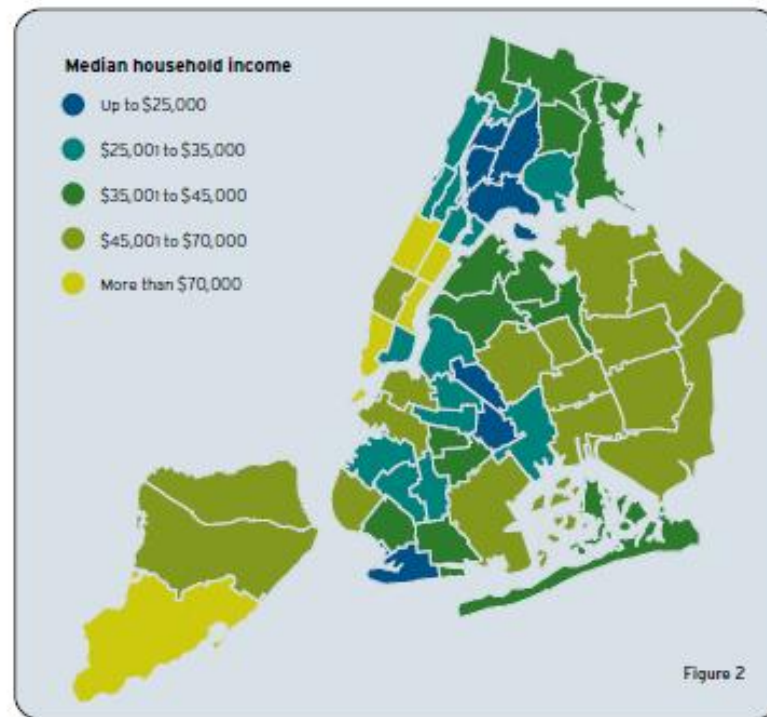 Median household income
Up to $25,000
$25,001 to $35,000
$35,001 to $45,000
$45,001 to $70,000
More than $70,000
Figure 2